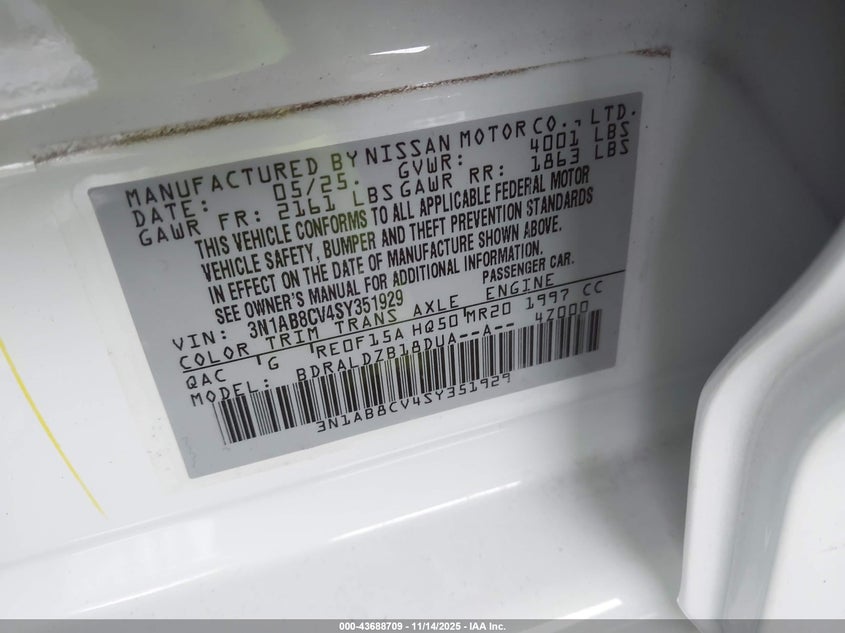 MANUFACTURED BY NISSAN MOTOR CO., LTD.
DATE: 05/25. GVWR: 4001 LBS
GAWR FR: 2161 LBS GAWR RR: 1863 LBS
THIS VEHICLE CONFORMS TO ALL APPLICABLE FEDERAL MOTOR
VEHICLE SAFETY, BUMPER AND THEFT PREVENTION STANDARDS
IN EFFECT ON THE DATE OF MANUFACTURE SHOWN ABOVE.
SEE OWNER'S MANUAL FOR ADDITIONAL INFORMATION.
VIN: 3N1AB8CV4SY351929 PASSENGER CAR.
COLOR TRIM TRANS AXLE ENGINE
QAC G RE0F15A HQ50 MR20 1997 CC
MODEL: BDRALDZB18DUA--A-- 47000
3N1AB8CV4SY351929
000-43688709 - 11/14/2025 - IAA Inc.